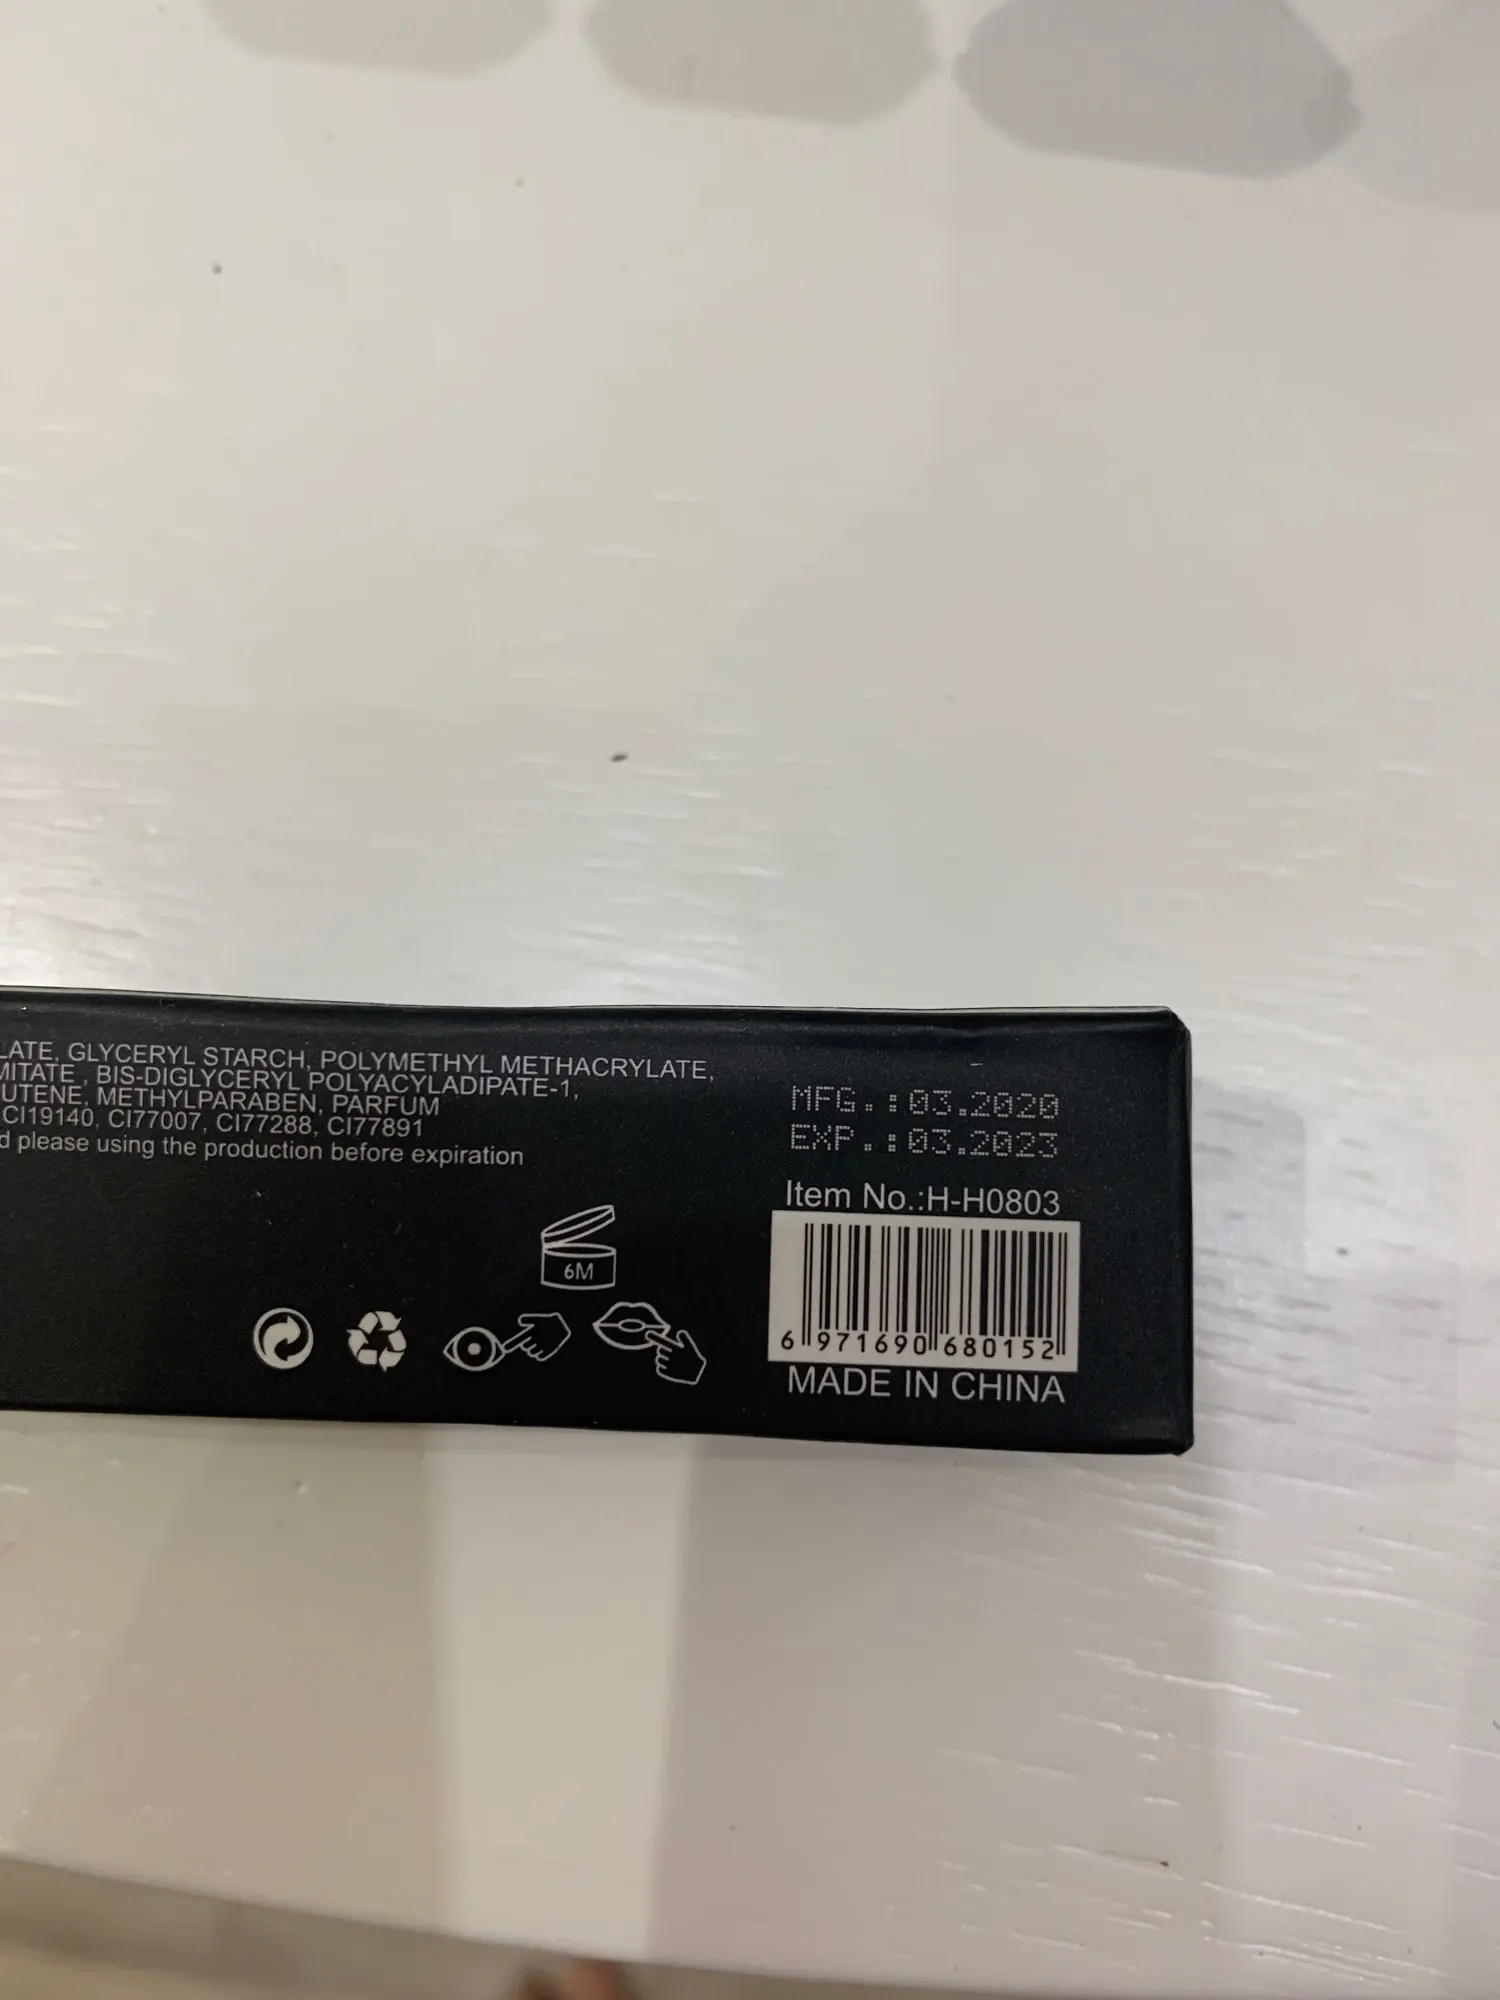 LATE, GLYCERYL STARCH, POLYMETHYL METHACRYLATE,
MITATE , BIS-DIGLYCERYL POLYACYLADIPATE-1,
UTENE, METHYLPARABEN, PARFUM
CI19140, CI77007, CI77288, CI77891
d please using the production before expiration
MFG.:03.2020
EXP.:03.2023
Item No.:H-H0803
6M
6 971690 680152
MADE IN CHINA